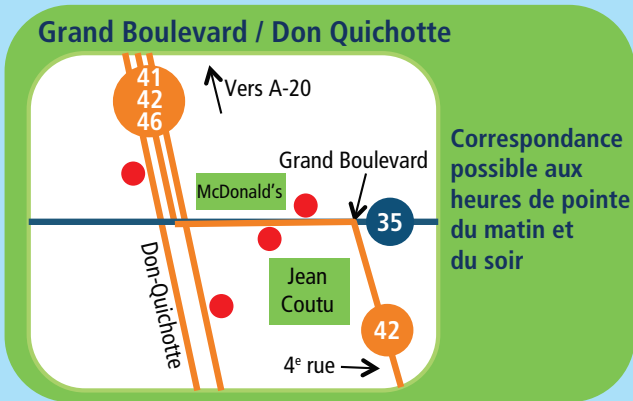 Grand Boulevard / Don Quichotte
41
42
46
Vers A-20
Grand Boulevard
McDonald's
35
Don-Quichotte
Jean
Coutu
42
4e rue
Correspondance
possible aux
heures de pointe
du matin et
du soir